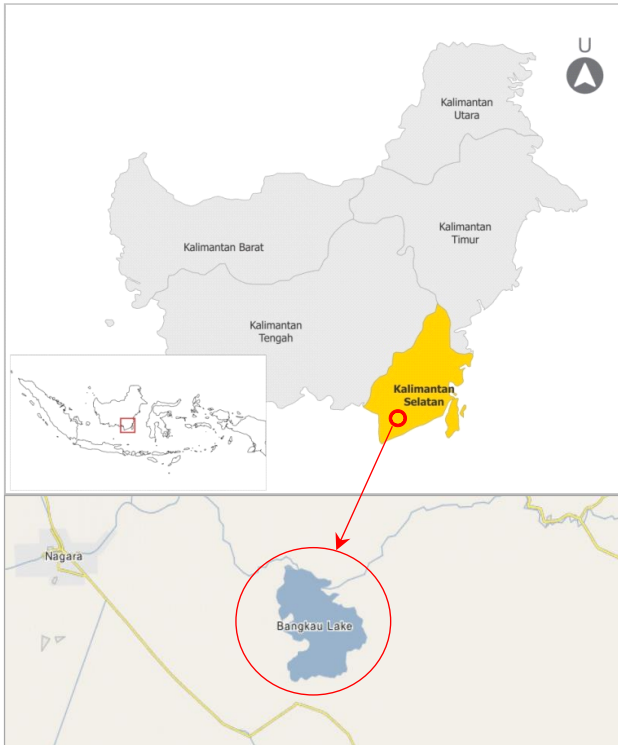 U
Kalimantan
Utara
Kalimantan Barat
Kalimantan
Timur
Kalimantan
Tengah
Kalimantan
Selatan
Nagara
Bangkau Lake